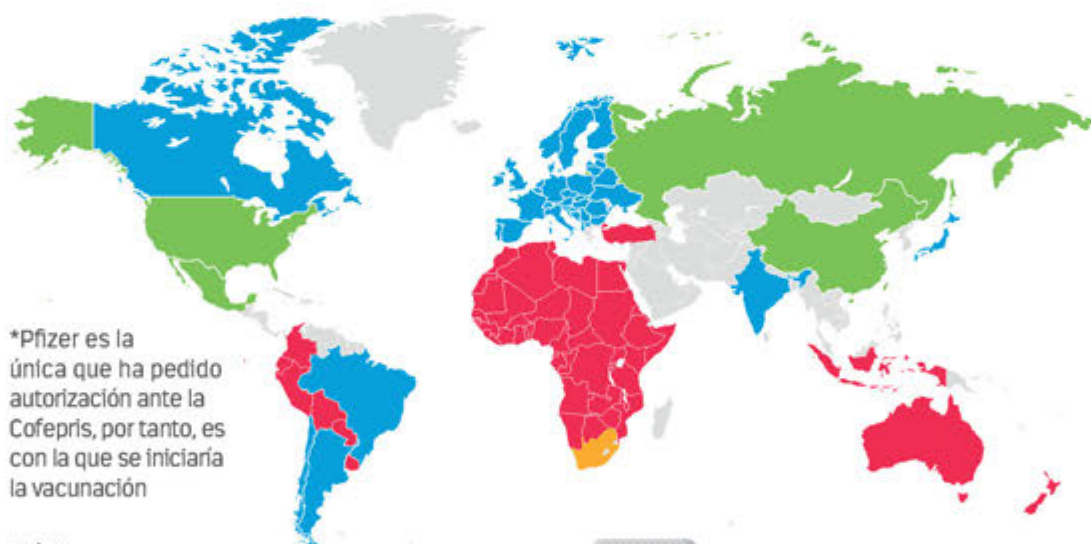 *Pfizer es la
única que ha pedido
autorización ante la
Cofepris, por tanto, es
con la que se iniciaría
la vacunación